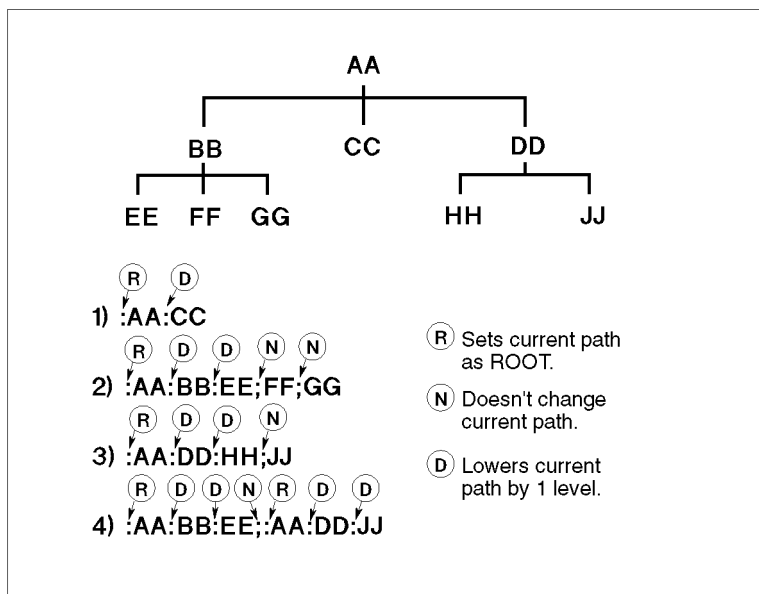 AA
BB CC DD
EE FF GG HH JJ
R D
1) :AA:CC
R D D N N
2) :AA:BB:EE;FF;GG
R D D N
3) :AA:DD:HH;JJ
R D D N R D D
4) :AA:BB:EE;:AA:DD:JJ
R Sets current path
as ROOT.
N Doesn't change
current path.
D Lowers current
path by 1 level.